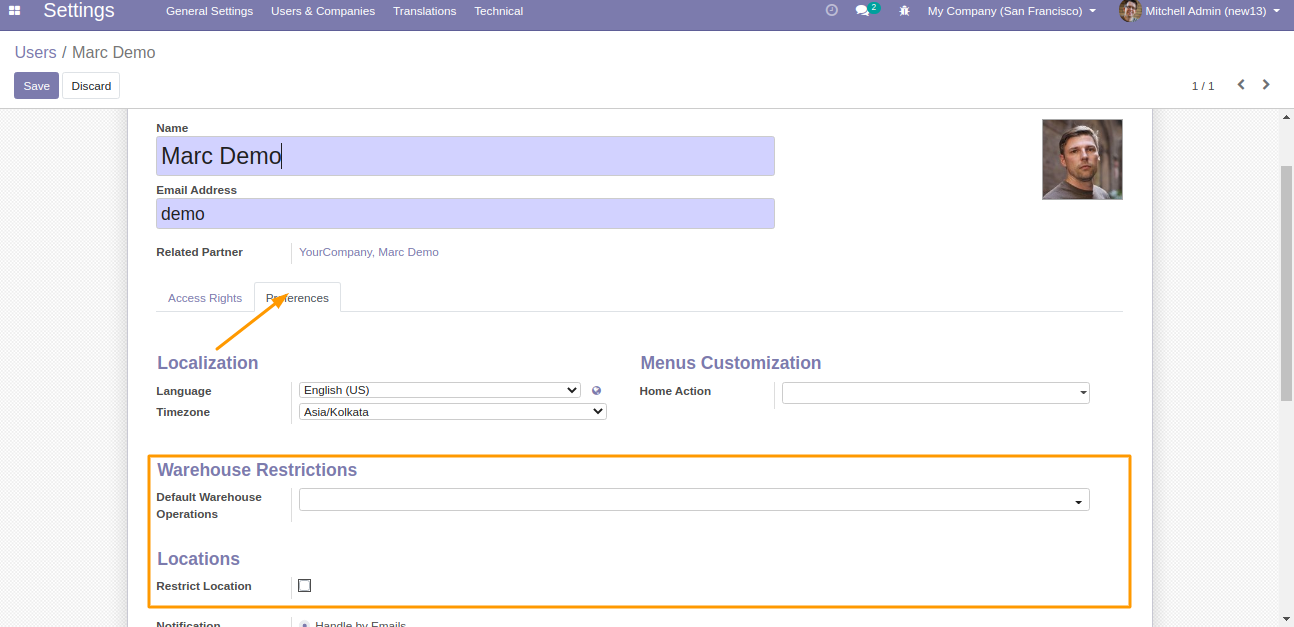 Settings General Settings Users & Companies Translations Technical 2 My Company (San Francisco) Mitchell Admin (new13)
Users / Marc Demo
Save Discard 1 / 1
Name
Marc Demo
Email Address
demo
Related Partner YourCompany, Marc Demo
Access Rights Preferences
Localization Menus Customization
Language English (US) Home Action
Timezone Asia/Kolkata
Warehouse Restrictions
Default Warehouse
Operations
Locations
Restrict Location
Notification Handle by Emails